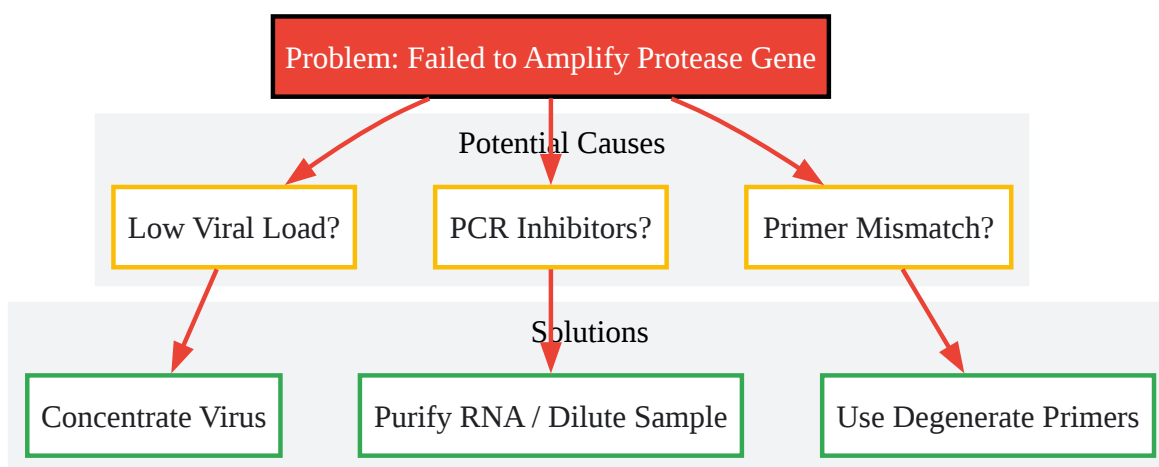 Problem: Failed to Amplify Protease Gene
Potential Causes
Low Viral Load?
PCR Inhibitors?
Primer Mismatch?
Solutions
Concentrate Virus
Purify RNA / Dilute Sample
Use Degenerate Primers